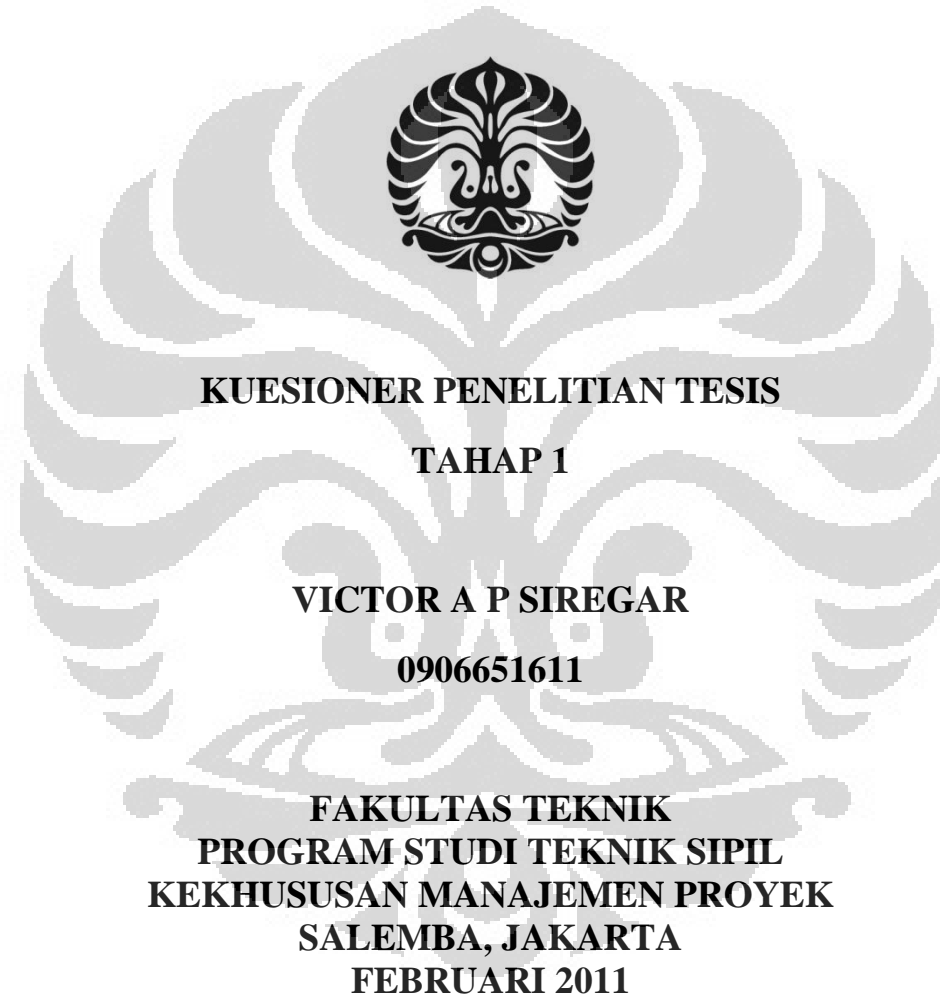 KUESIONER PENELITIAN TESIS
TAHAP 1
VICTOR A P SIREGAR
0906651611
FAKULTAS TEKNIK
PROGRAM STUDI TEKNIK SIPIL
KEKHUSUSAN MANAJEMEN PROYEK
SALEMBA, JAKARTA
FEBRUARI 2011